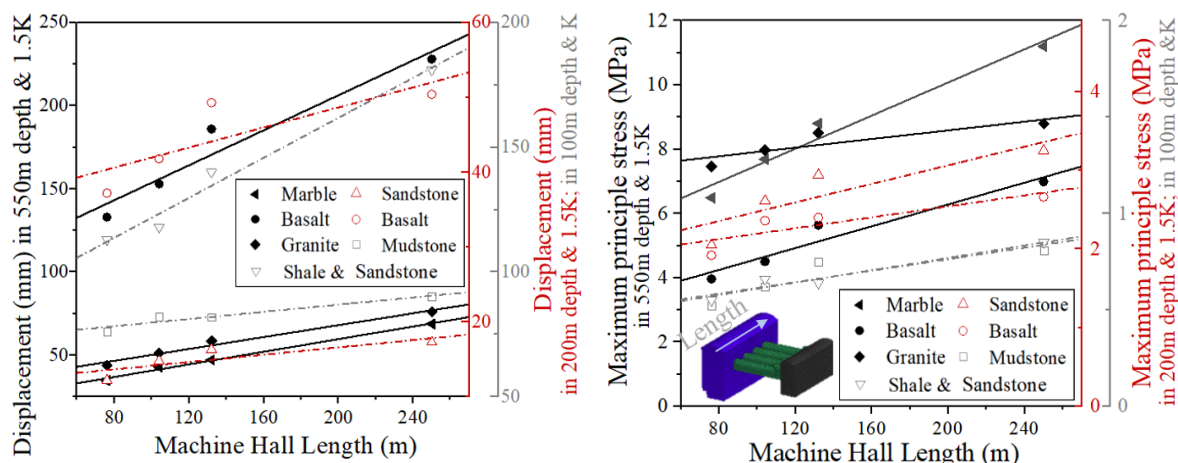 Displacement (mm) in 550m depth & 1.5K
250
200
150
100
50
80
120
160
200
240
Machine Hall Length (m)
60
40
20
Displacement (mm)
in 200m depth & 1.5K; in 100m depth & K
200
150
100
50
Marble
Sandstone
Basalt
Basalt
Granite
Mudstone
Shale & Sandstone
Maximum principle stress (MPa)
in 550m depth & 1.5K
12
10
8
6
4
2
0
80
120
160
200
240
Machine Hall Length (m)
4
2
0
Maximum principle stress (MPa)
in 200m depth & 1.5K; in 100m depth &K
2
1
0
Length
Marble
Sandstone
Basalt
Basalt
Granite
Mudstone
Shale & Sandstone